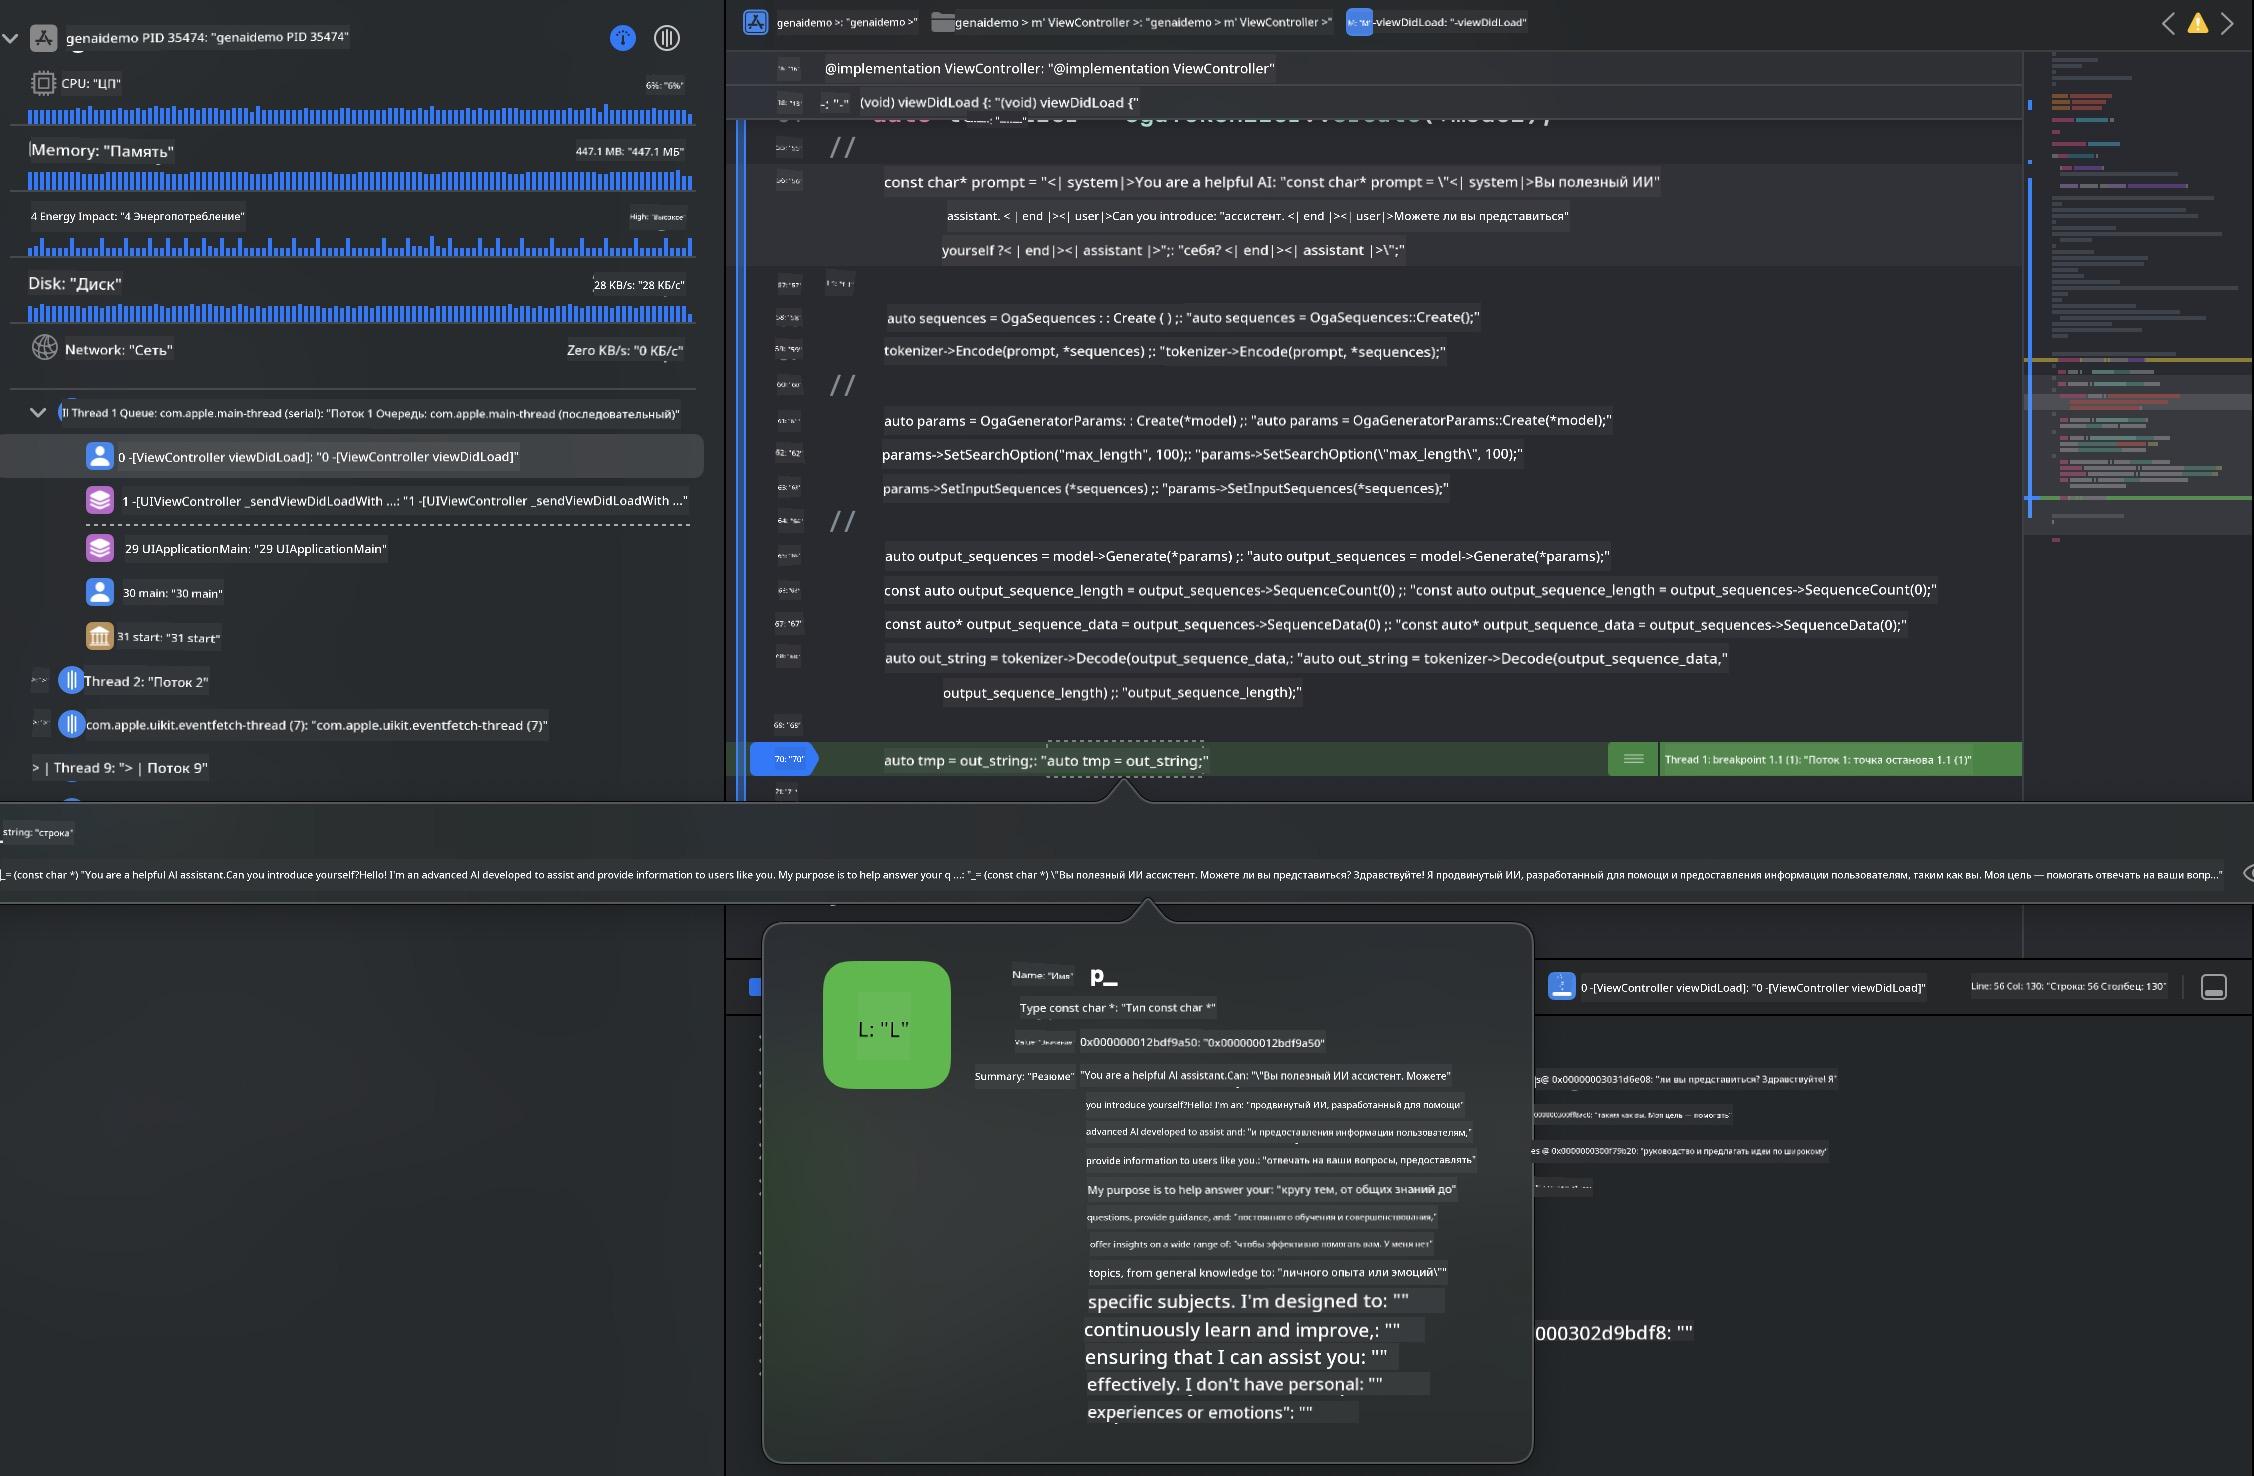 genaidemo PID 35474: "genaidemo PID 35474"
CPU: "ЦП"
6%: "6%"
Memory: "Память"
447.1 MB: "447.1 МБ"
4 Energy Impact: "4 Энергопотребление"
High: "Высокое"
Disk: "Диск"
28 KB/s: "28 КБ/с"
Network: "Сеть"
Zero KB/s: "0 КБ/с"
Thread 1 Queue: com.apple.main-thread (serial): "Поток 1 Очередь: com.apple.main-thread (последовательный)"
0 -[ViewController viewDidLoad]: "0 -[ViewController viewDidLoad]"
1 -[UIViewController _sendViewDidLoadWith ...: "1 -[UIViewController _sendViewDidLoadWith ..."
29 UIApplicationMain: "29 UIApplicationMain"
30 main: "30 main"
31 start: "31 start"
Thread 2: "Поток 2"
com.apple.uikit.eventfetch-thread (7): "com.apple.uikit.eventfetch-thread (7)"
> | Thread 9: "> | Поток 9"
genaidemo >: "genaidemo >"
genaidemo > m' ViewController >: "genaidemo > m' ViewController >"
M: "M"
-viewDidLoad: "-viewDidLoad"
@implementation ViewController: "@implementation ViewController"
18: "18" -: "-" (void) viewDidLoad {: "(void) viewDidLoad {"
55: "55" //
const char* prompt = "<| system|>You are a helpful AI: "const char* prompt = \"<| system|>Вы полезный ИИ"
assistant. < | end |><| user|>Can you introduce: "ассистент. <| end |><| user|>Можете ли вы представиться"
yourself ?< | end|><| assistant |>";: "себя? <| end|><| assistant |>\";"
57: "57"
58: "58" auto sequences = OgaSequences : : Create ( ) ;: "auto sequences = OgaSequences::Create();"
59: "59" tokenizer->Encode(prompt, *sequences) ;: "tokenizer->Encode(prompt, *sequences);"
60: "60" //
61: "61" auto params = OgaGeneratorParams: : Create(*model) ;: "auto params = OgaGeneratorParams::Create(*model);"
62: "62" params->SetSearchOption("max_length", 100);: "params->SetSearchOption(\"max_length\", 100);"
63: "63" params->SetInputSequences (*sequences) ;: "params->SetInputSequences(*sequences);"
//
auto output_sequences = model->Generate(*params) ;: "auto output_sequences = model->Generate(*params);"
const auto output_sequence_length = output_sequences->SequenceCount(0) ;: "const auto output_sequence_length = output_sequences->SequenceCount(0);"
67: "67" const auto* output_sequence_data = output_sequences->SequenceData(0) ;: "const auto* output_sequence_data = output_sequences->SequenceData(0);"
auto out_string = tokenizer->Decode(output_sequence_data,: "auto out_string = tokenizer->Decode(output_sequence_data,"
output_sequence_length) ;: "output_sequence_length);"
69: "69"
70: "70" auto tmp = out_string;: "auto tmp = out_string;"
Thread 1: breakpoint 1.1 (1): "Поток 1: точка останова 1.1 (1)"
string: "строка"
_= (const char *) "You are a helpful AI assistant.Can you introduce yourself?Hello! I'm an advanced AI developed to assist and provide information to users like you. My purpose is to help answer your q ...: "_= (const char *) \"Вы полезный ИИ ассистент. Можете ли вы представиться? Здравствуйте! Я продвинутый ИИ, разработанный для помощи и предоставления информации пользователям, таким как вы. Моя цель — помогать отвечать на ваши вопр..."
L: "L"
Name: "Имя" p_
Type const char *: "Тип const char *"
Value: "Значение" 0x000000012bdf9a50: "0x000000012bdf9a50"
Summary: "Резюме" "You are a helpful AI assistant.Can: "\"Вы полезный ИИ ассистент. Можете"
you introduce yourself?Hello! I'm an: "продвинутый ИИ, разработанный для помощи"
advanced AI developed to assist and: "и предоставления информации пользователям,"
provide information to users like you.: "отвечать на ваши вопросы, предоставлять"
My purpose is to help answer your: "кругу тем, от общих знаний до"
questions, provide guidance, and: "постоянного обучения и совершенствования,"
offer insights on a wide range of: "чтобы эффективно помогать вам. У меня нет"
topics, from general knowledge to: "личного опыта или эмоций\""
specific subjects. I'm designed to: ""
continuously learn and improve,: ""
ensuring that I can assist you: ""
effectively. I don't have personal: ""
experiences or emotions": ""
0 -[ViewController viewDidLoad]: "0 -[ViewController viewDidLoad]"
Line: 56 Col: 130: "Строка: 56 Столбец: 130"
s@ 0x00000003031d6e08: "ли вы представиться? Здравствуйте! Я"
"таким как вы. Моя цель — помогать"
es @ 0x0000000300f79b20: "руководство и предлагать идеи по широкому"
000302d9bdf8: ""